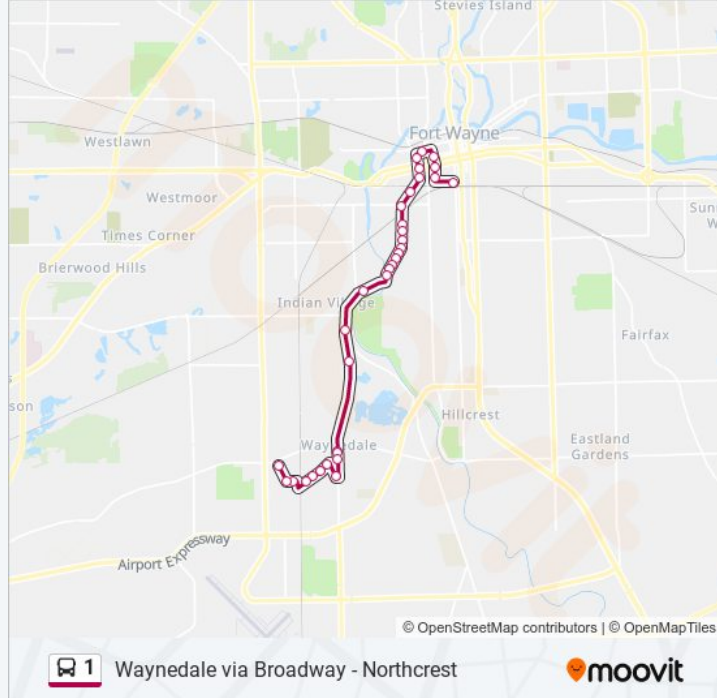 Stevies Island
Fort Wayne
Westlawn
Westmoor
Times Corner
Brierwood Hills
Indian Village
Fairfax
son
Hillcrest
Waynedale
Eastland
Gardens
Airport Expressway
© OpenStreetMap contributors | © OpenMapTiles
1 Waynedale via Broadway - Northcrest
moovit